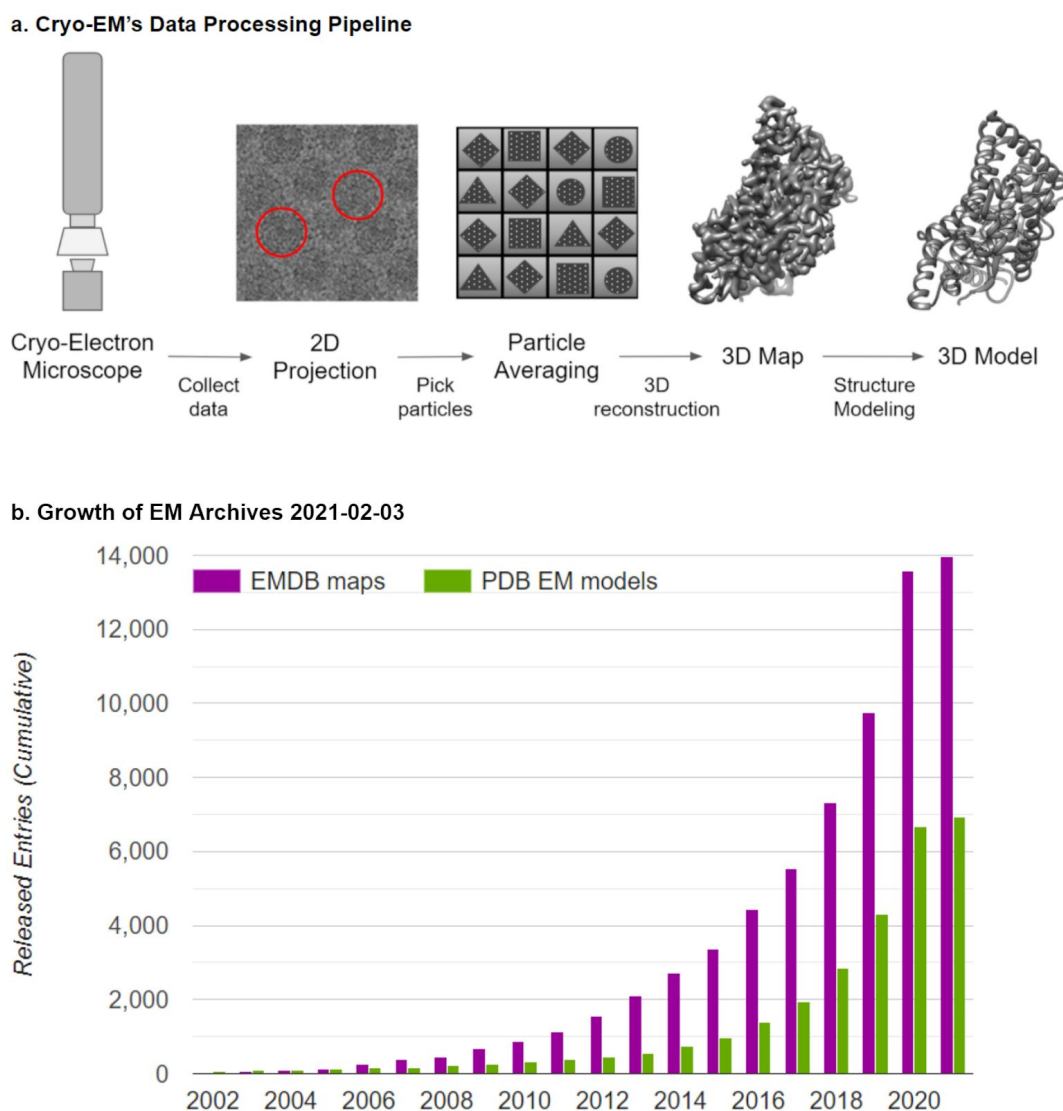 a. Cryo-EM's Data Processing Pipeline
Cryo-Electron
Microscope
Collect
data
2D
Projection
Pick
particles
Particle
Averaging
3D
reconstruction
3D Map
Structure
Modeling
3D Model
b. Growth of EM Archives 2021-02-03
EMDB maps
PDB EM models
Released Entries (Cumulative)
14,000
12,000
10,000
8,000
6,000
4,000
2,000
0
2002 2004 2006 2008 2010 2012 2014 2016 2018 2020